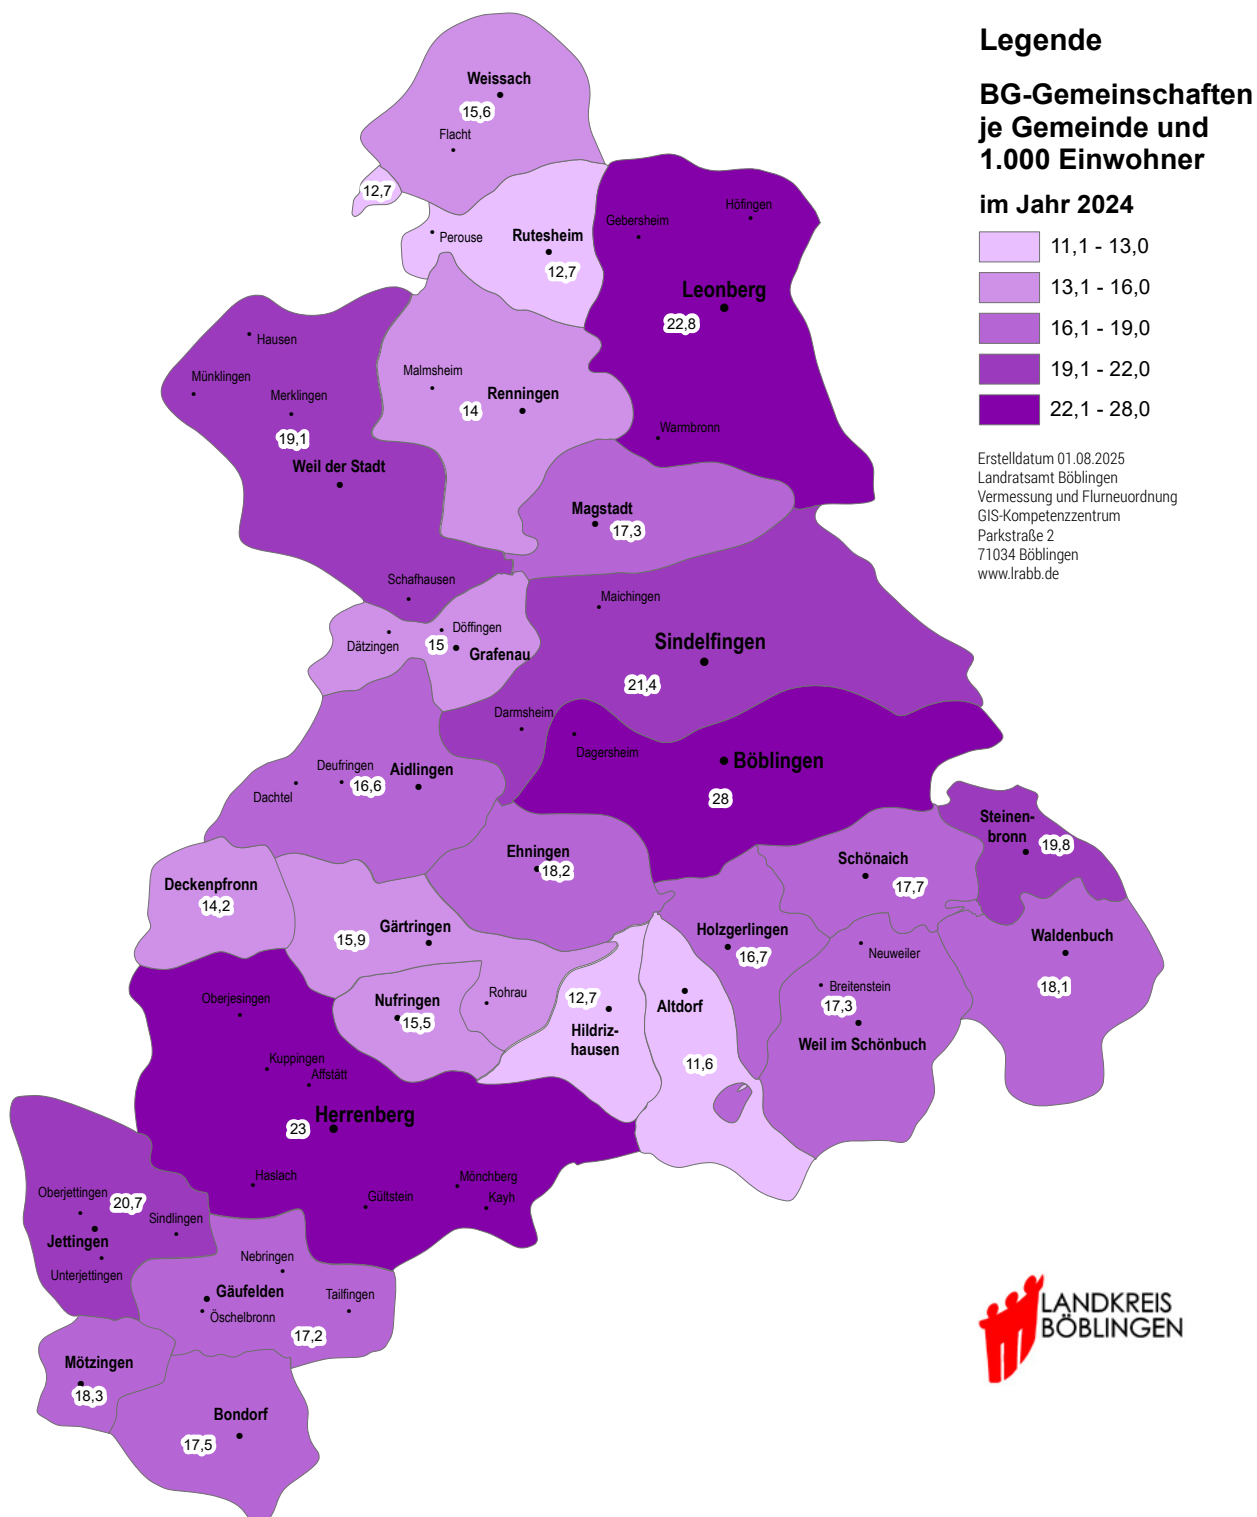 Legende
BG-Gemeinschaften
je Gemeinde und
1.000 Einwohner
im Jahr 2024
11,1 - 13,0
13,1 - 16,0
16,1 - 19,0
19,1 - 22,0
22,1 - 28,0
Erstelldatum 01.08.2025
Landratsamt Böblingen
Vermessung und Flurneuordnung
GIS-Kompetenzzentrum
Parkstraße 2
71034 Böblingen
www.lrabb.de
Weissach
15,6
Flacht
12,7
Perouse
Rutesheim
12,7
Gebersheim
Höfingen
Leonberg
22,8
Warmbronn
Hausen
Münklingen
Merklingen
19,1
Weil der Stadt
Schafhausen
Malmsheim
Renningen
14
Magstadt
17,3
Maichingen
Sindelfingen
21,4
Darmsheim
Dätzingen
Döffingen
15
Grafenau
Dagersheim
Böblingen
28
Deufringen
Aidlingen
16,6
Dachtel
Ehningen
18,2
Steinen-
bronn
19,8
Schönaich
17,7
Deckenpfronn
14,2
Gärtringen
15,9
Rohrau
Nufringen
15,5
Holzgerlingen
16,7
Neuweiler
Breitenstein
17,3
Weil im Schönbuch
Waldenbuch
18,1
12,7
Hildriz-
hausen
Altdorf
11,6
Oberjesingen
Kuppingen
Affstätt
Herrenberg
23
Haslach
Gültstein
Mönchberg
Kayh
Oberjettingen
20,7
Sindlingen
Jettingen
Unterjettingen
Nebringen
Gäufelden
Tailfingen
Öschelbronn
17,2
Mötzingen
18,3
Bondorf
17,5
LANDKREIS
BÖBLINGEN